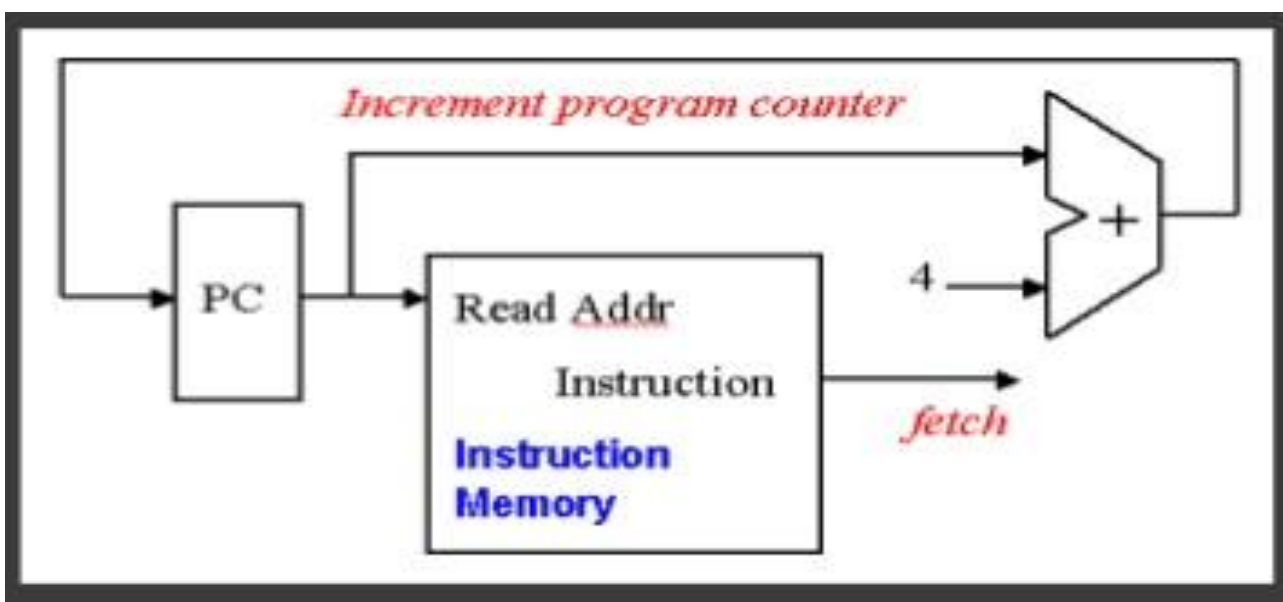 Increment program counter
PC
Read Addr
4
+
Instruction
fetch
Instruction
Memory